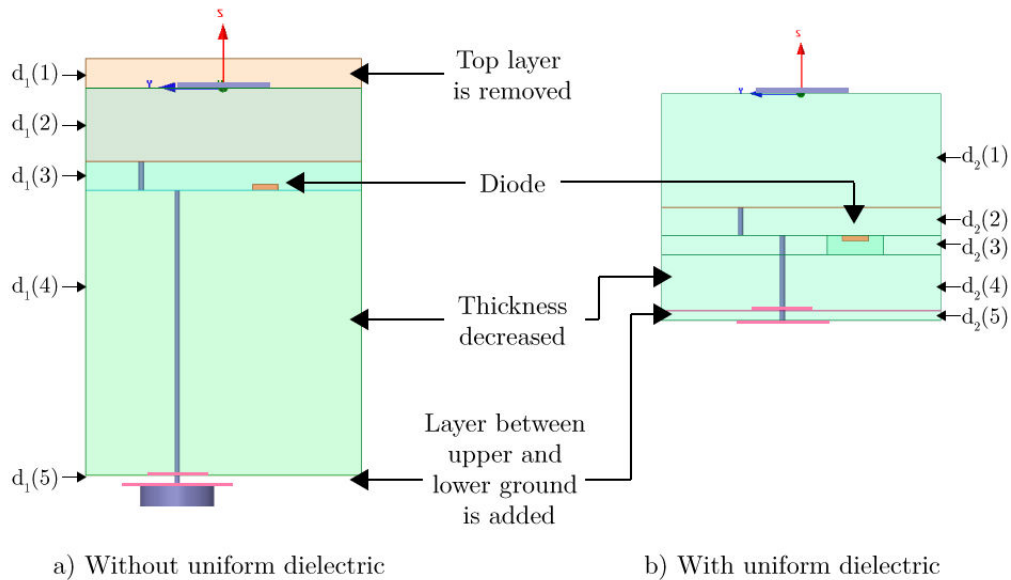 Z
Y
d₁(1)
d₁(2)
d₁(3)
d₁(4)
d₁(5)
Top layer
is removed
Diode
Thickness
decreased
Layer between
upper and
lower ground
is added
Z
Y
d₂(1)
d₂(2)
d₂(3)
d₂(4)
d₂(5)
a) Without uniform dielectric
b) With uniform dielectric